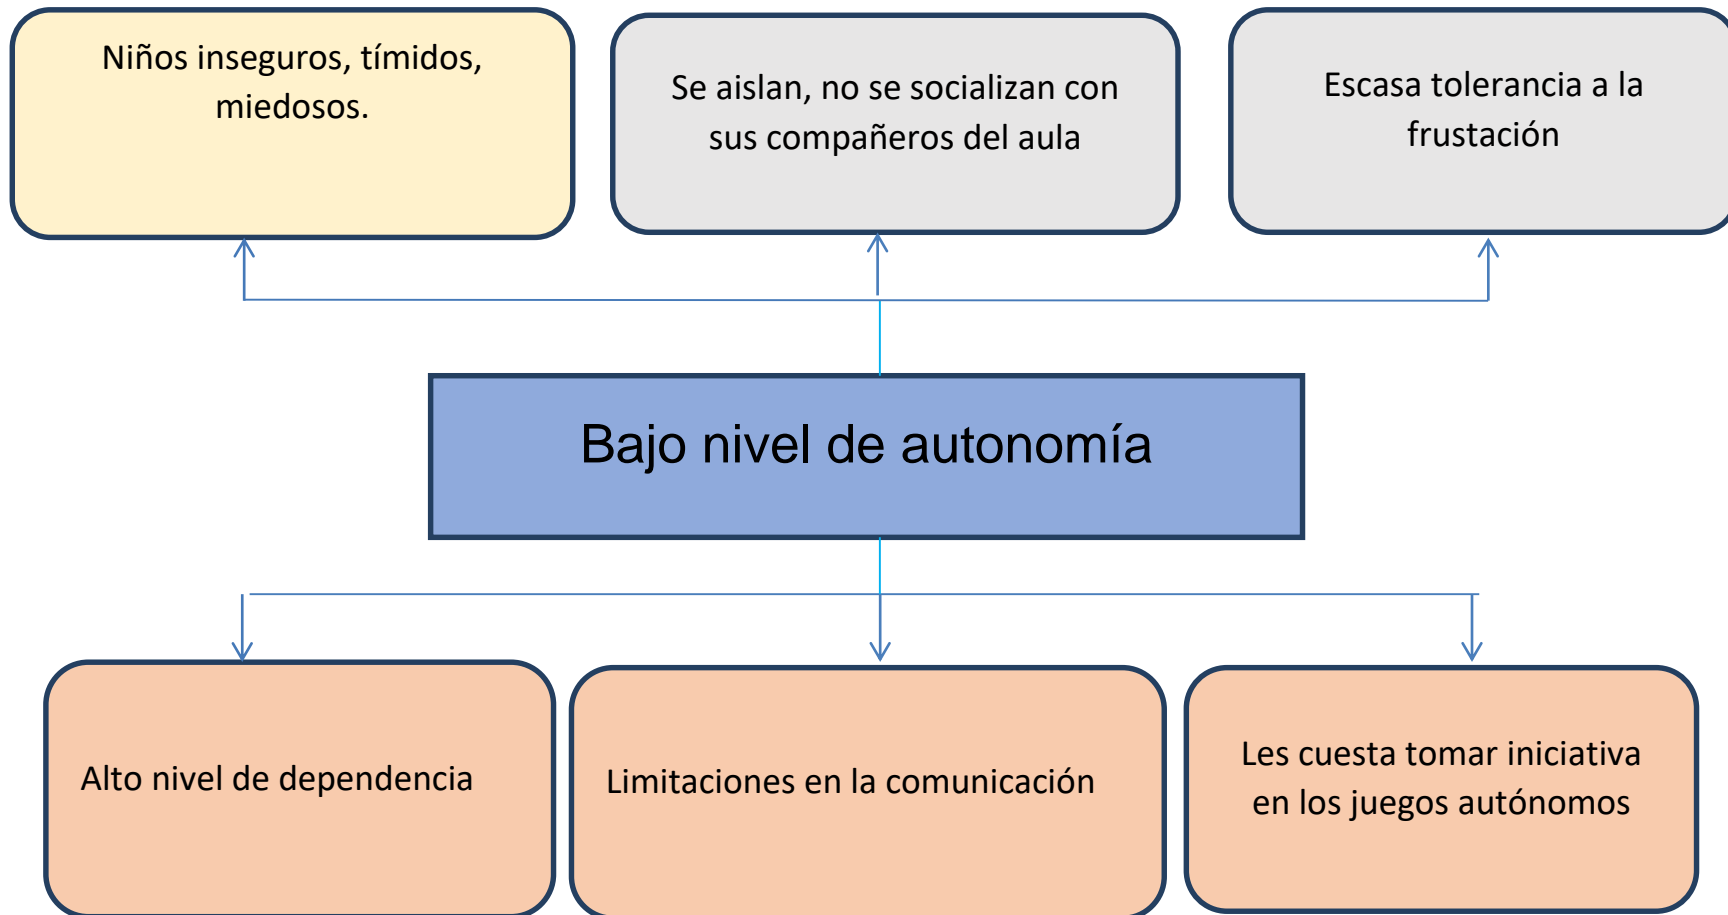 Niños inseguros, tímidos,
miedosos.
Se aislan, no se socializan con
sus compañeros del aula
Escasa tolerancia a la
frustación
Bajo nivel de autonomía
Alto nivel de dependencia
Limitaciones en la comunicación
Les cuesta tomar iniciativa
en los juegos autónomos